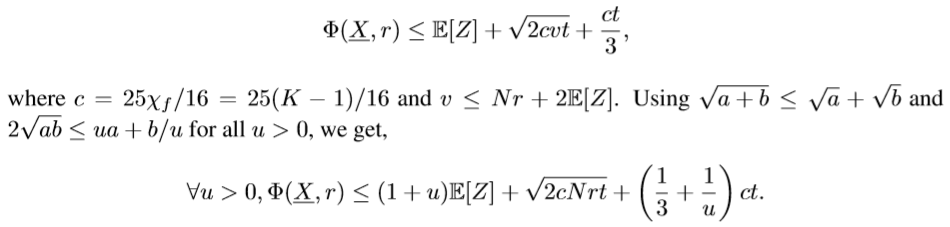 Φ(X, r) ≤ 𝔼[Z] + √2cvt + ct/3,
where c = 25χf/16 = 25(K − 1)/16 and v ≤ Nr + 2𝔼[Z]. Using √a + b ≤ √a + √b and
2√ab ≤ ua + b/u for all u > 0, we get,
∀u > 0, Φ(X, r) ≤ (1 + u)𝔼[Z] + √2cNrt + (1/3 + 1/u) ct.